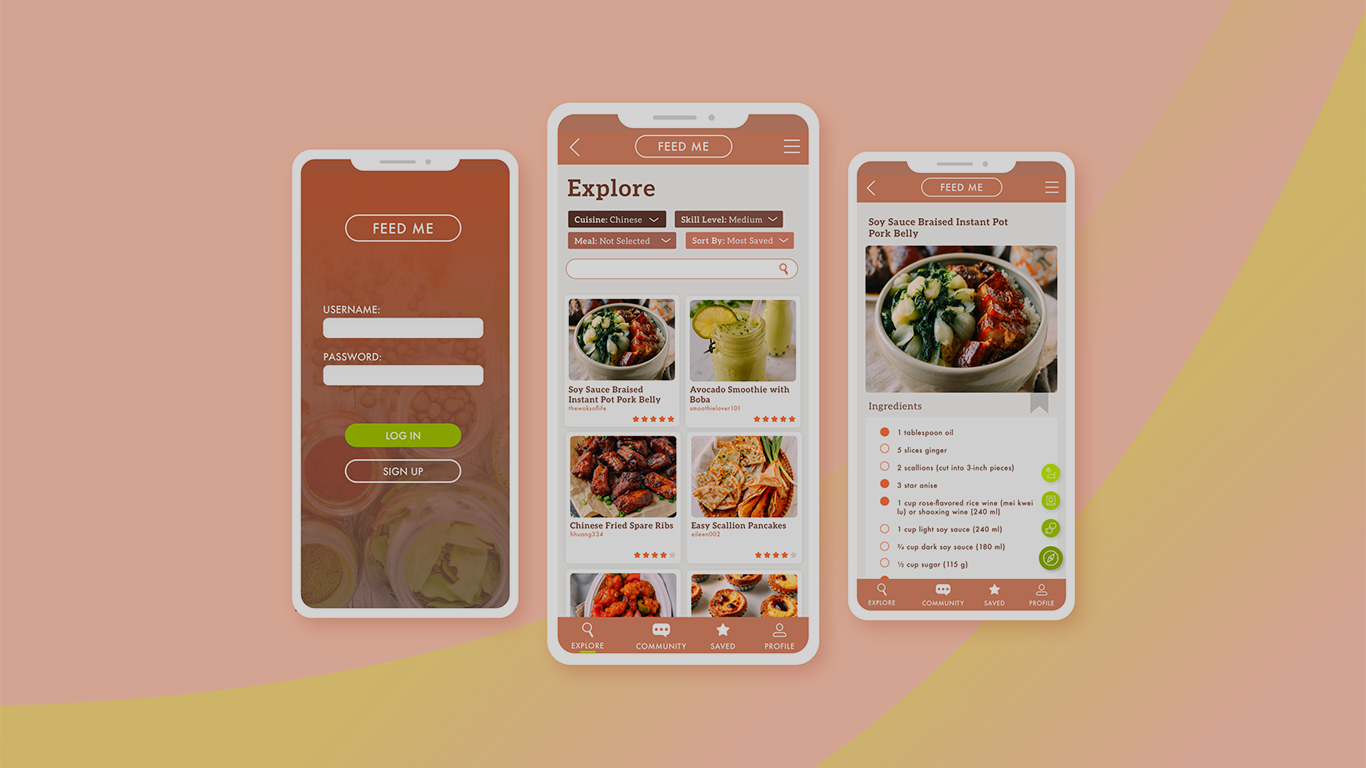 FEED ME
USERNAME:
PASSWORD:
LOG IN
SIGN UP
FEED ME
Explore
Cuisine: Chinese
Skill Level: Medium
Meal: Not Selected
Sort By: Most Saved
Soy Sauce Braised
Instant Pot Pork Belly
thewoksoflife
Avocado Smoothie with
Boba
smoothielover101
Chinese Fried Spare Ribs
hhuang334
Easy Scallion Pancakes
eileen002
EXPLORE
COMMUNITY
SAVED
PROFILE
FEED ME
Soy Sauce Braised Instant Pot
Pork Belly
Ingredients
1 tablespoon oil
5 slices ginger
2 scallions (cut into 3-inch pieces)
3 star anise
1 cup rose-flavored rice wine (mei kwei
lu) or shaoxing wine (240 ml)
1 cup light soy sauce (240 ml)
¾ cup dark soy sauce (180 ml)
½ cup sugar (115 g)
EXPLORE
COMMUNITY
SAVED
PROFILE